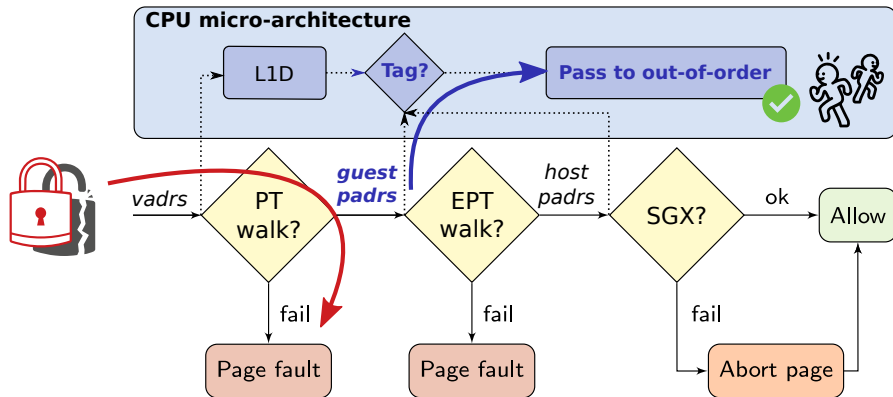 CPU micro-architecture
L1D
Tag?
Pass to out-of-order
vadrs
PT
walk?
guest
padrs
EPT
walk?
host
padrs
SGX?
ok
Allow
fail
fail
fail
Page fault
Page fault
Abort page